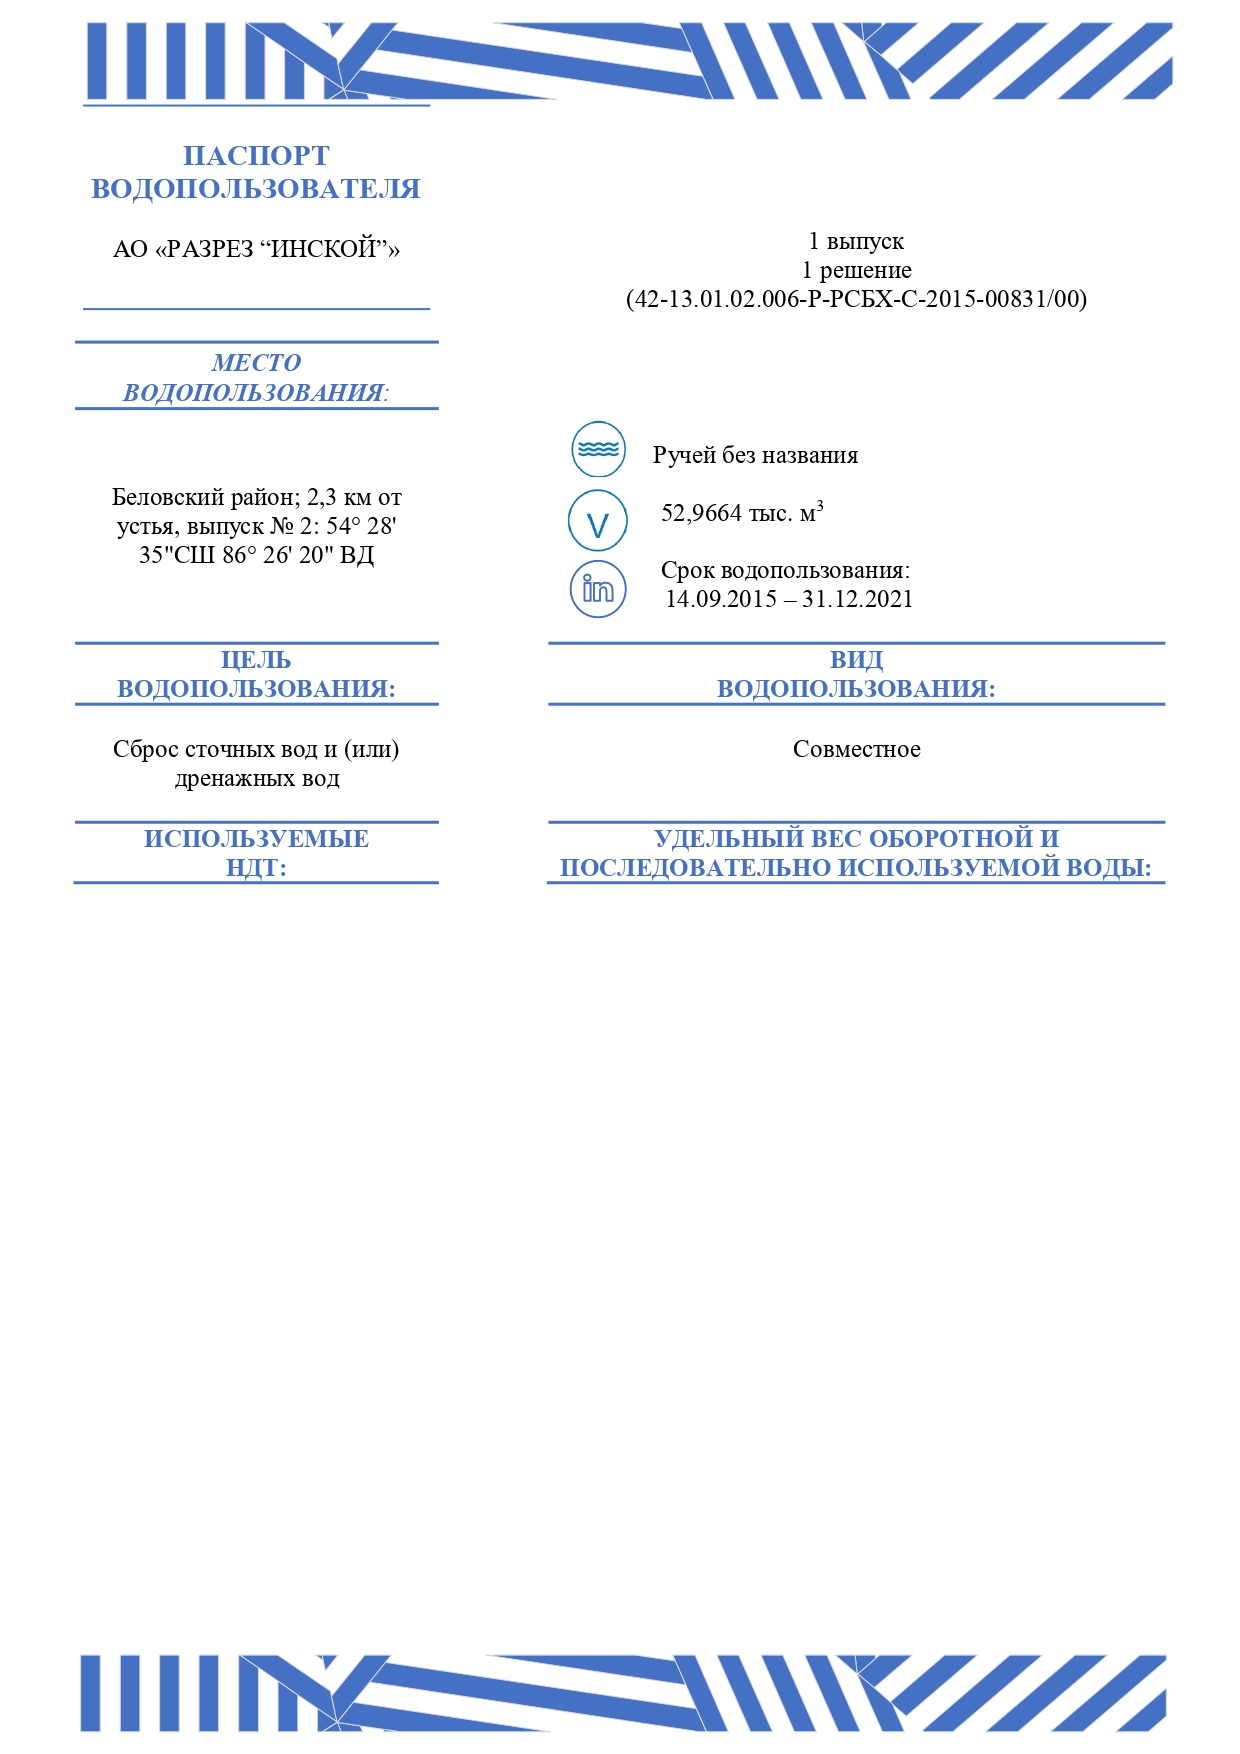 ПАСПОРТ
ВОДОПОЛЬЗОВАТЕЛЯ
АО «РАЗРЕЗ “ИНСКОЙ”»
1 выпуск
1 решение
(42-13.01.02.006-Р-РСБХ-С-2015-00831/00)
МЕСТО
ВОДОПОЛЬЗОВАНИЯ:
Беловский район; 2,3 км от
устья, выпуск № 2: 54° 28'
35"СШ 86° 26' 20" ВД
Ручей без названия
V
52,9664 тыс. м³
in
Срок водопользования:
14.09.2015 – 31.12.2021
ЦЕЛЬ
ВОДОПОЛЬЗОВАНИЯ:
Сброс сточных вод и (или)
дренажных вод
ВИД
ВОДОПОЛЬЗОВАНИЯ:
Совместное
ИСПОЛЬЗУЕМЫЕ
НДТ:
УДЕЛЬНЫЙ ВЕС ОБОРОТНОЙ И
ПОСЛЕДОВАТЕЛЬНО ИСПОЛЬЗУЕМОЙ ВОДЫ: